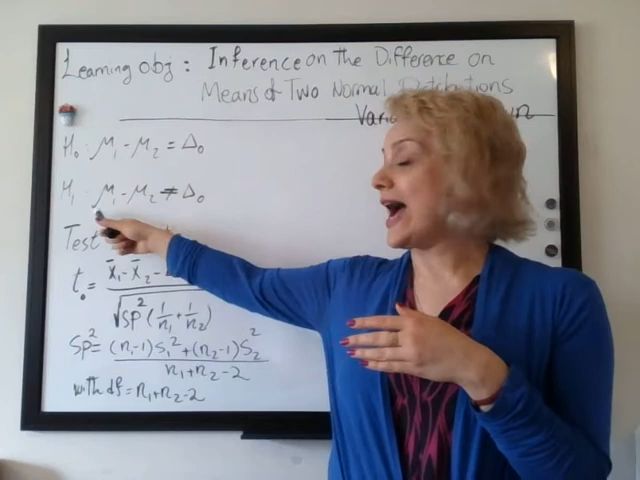 Learning obj: Inference on The Difference on
Means of Two Normal Distributions
H₀: μ₁ - μ₂ = Δ₀
H₁: μ₁ - μ₂ ≠ Δ₀
Test
t₀ = x̄₁ - x̄₂ -
√Sp²(1/n₁ + 1/n₂)
Sp² = (n₁-1)S₁² + (n₂-1)S₂²
n₁+n₂-2
with df = n₁+n₂-2